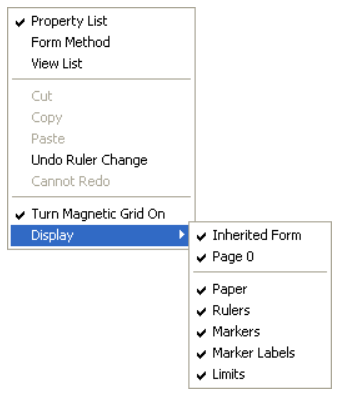 Property List
Form Method
View List
Cut
Copy
Paste
Undo Ruler Change
Cannot Redo
Turn Magnetic Grid On
Display
Inherited Form
Page 0
Paper
Rulers
Markers
Marker Labels
Limits